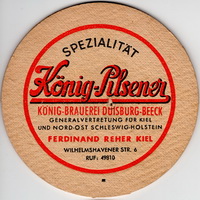 SPEZIALITÄT
König-Pilsener
KÖNIG-BRAUEREI DUISBURG-BEECK
GENERALVERTRETUNG FÜR KIEL
UND NORD-OST SCHLESWIG-HOLSTEIN
FERDINAND REHER KIEL
WILHELMSHAVENER STR. 6
RUF: 49810